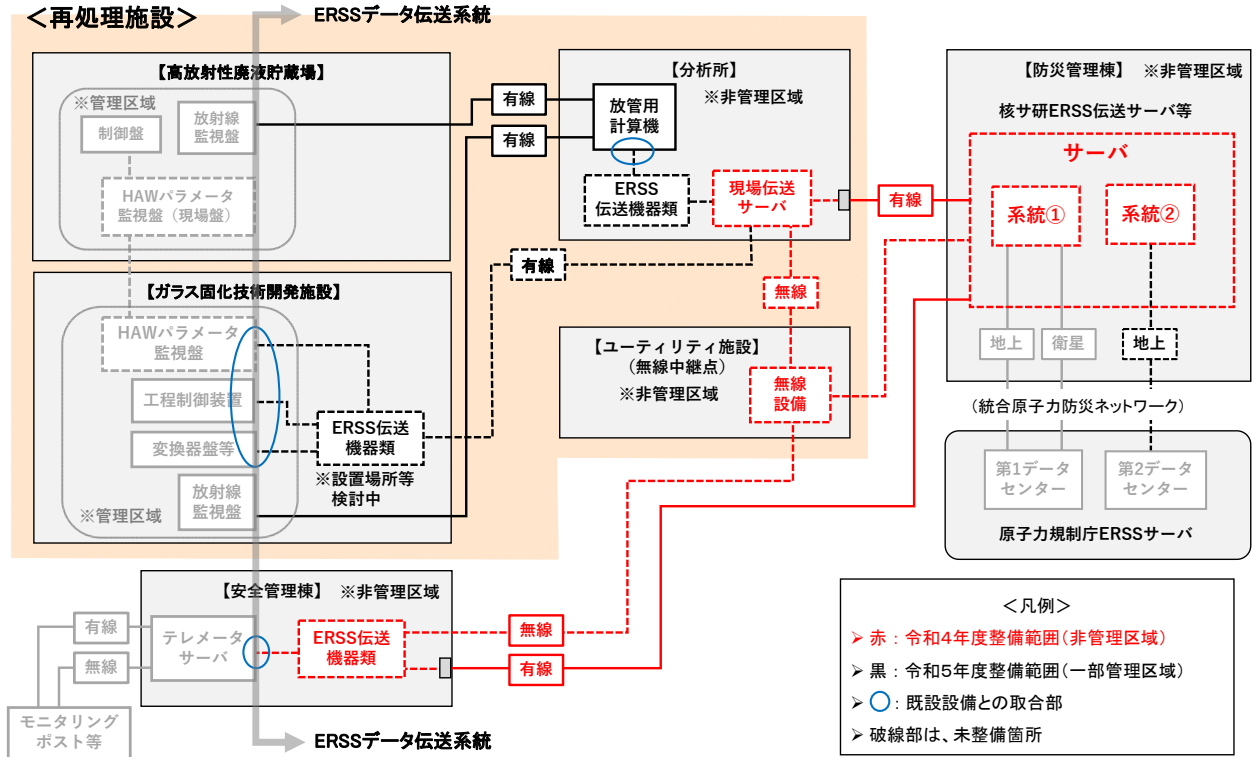 ＜再処理施設＞
ERSSデータ伝送系統
【高放射性廃液貯蔵場】
※管理区域
制御盤
放射線
監視盤
HAWパラメータ
監視盤（現場盤）
有線
有線
【分析所】
※非管理区域
放管用
計算機
ERSS
伝送機器類
現場伝送
サーバ
有線
【防災管理棟】 ※非管理区域
核サ研ERSS伝送サーバ等
サーバ
系統①
系統②
地上
衛星
地上
（統合原子力防災ネットワーク）
第1データ
センター
第2データ
センター
原子力規制庁ERSSサーバ
有線
無線
【ガラス固化技術開発施設】
HAWパラメータ
監視盤
工程制御装置
変換器盤等
放射線
監視盤
※管理区域
ERSS伝送
機器類
※設置場所等
検討中
【ユーティリティ施設】
（無線中継点）
※非管理区域
無線
設備
【安全管理棟】 ※非管理区域
有線
無線
テレメータ
サーバ
ERSS伝送
機器類
無線
有線
モニタリング
ポスト等
ERSSデータ伝送系統
＜凡例＞
➢ 赤：令和4年度整備範囲（非管理区域）
➢ 黒：令和5年度整備範囲（一部管理区域）
➢ ○：既設設備との取合部
➢ 破線部は、未整備箇所